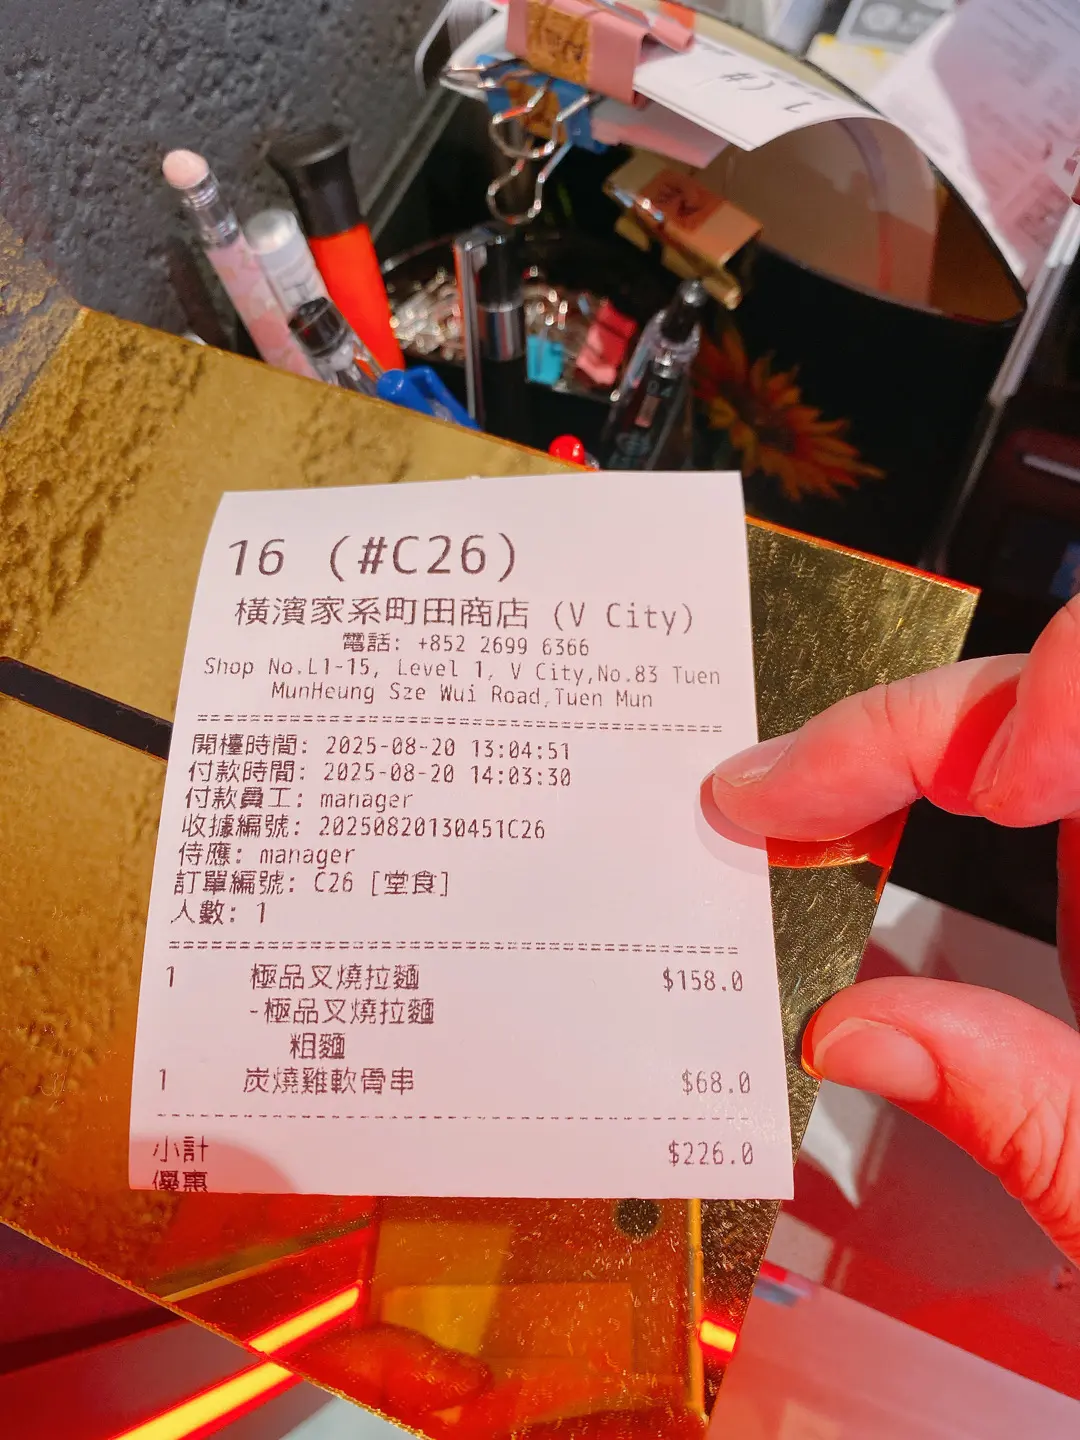 16 (#C26)
橫濱家系町田商店 (V City)
電話: +852 2699 6366
Shop No.L1-15, Level 1, V City,No.83 Tuen
MunHeung Sze Wui Road,Tuen Mun
開檯時間: 2025-08-20 13:04:51
付款時間: 2025-08-20 14:03:30
付款員工: manager
收據編號: 20250820130451C26
侍應: manager
訂單編號: C26 [堂食]
人數: 1
1 極品叉燒拉麵 $158.0
-極品叉燒拉麵
粗麵
1 炭燒雞軟骨串 $68.0
小計 $226.0
優惠